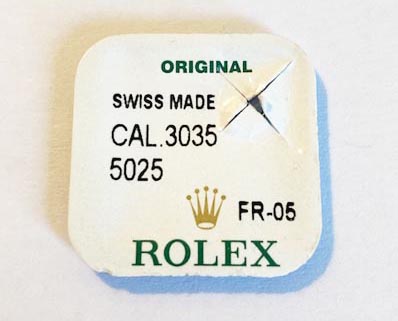 ORIGINAL
SWISS MADE
CAL.3035
5025
FR-05
ROLEX